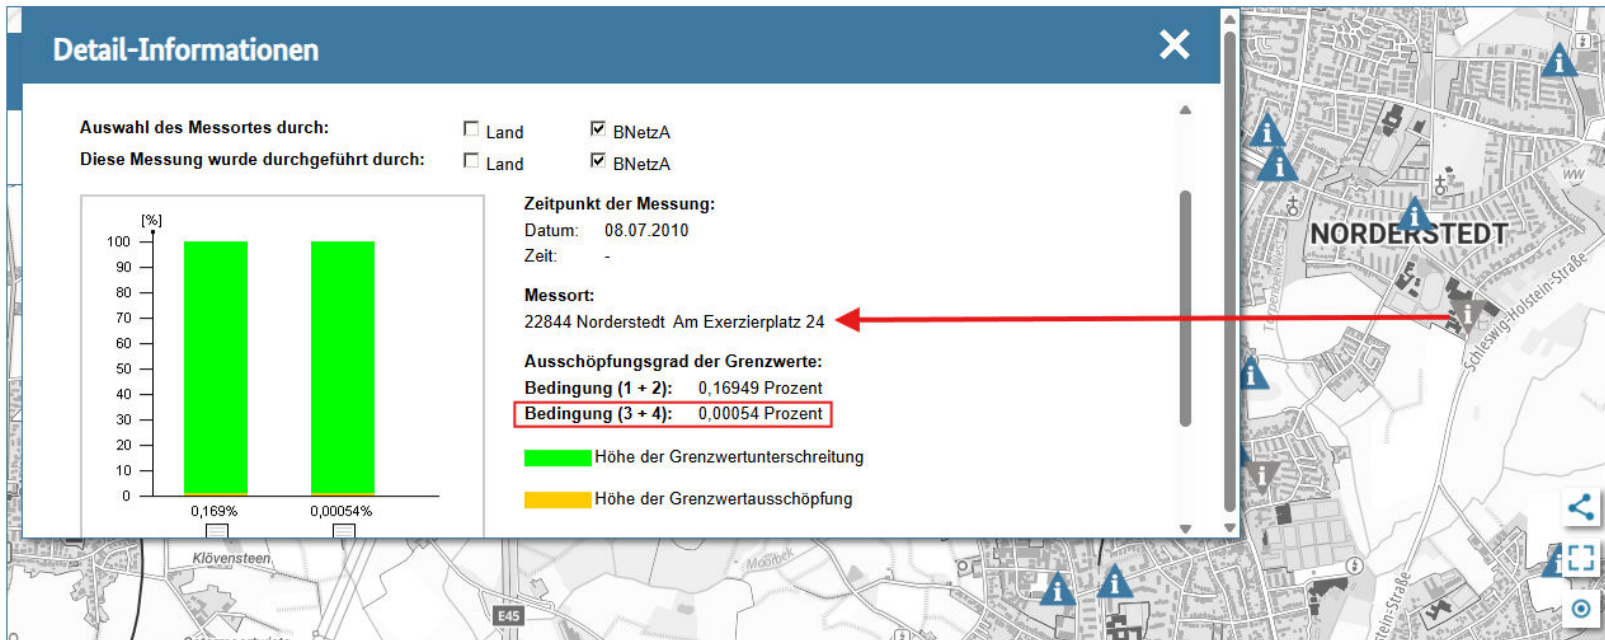 Detail-Informationen
Auswahl des Messortes durch: Land BNetzA
Diese Messung wurde durchgeführt durch: Land BNetzA
[%]
100
90
80
70
60
50
40
30
20
10
0
0,169% 0,00054%
Zeitpunkt der Messung:
Datum: 08.07.2010
Zeit: -
Messort:
22844 Norderstedt Am Exerzierplatz 24
Ausschöpfungsgrad der Grenzwerte:
Bedingung (1 + 2): 0,16949 Prozent
Bedingung (3 + 4): 0,00054 Prozent
Höhe der Grenzwertunterschreitung
Höhe der Grenzwertausschöpfung
WW
NORDERSTEDT
Schleswig-Holstein-Straße
Klövensteen
Moorbek
E45